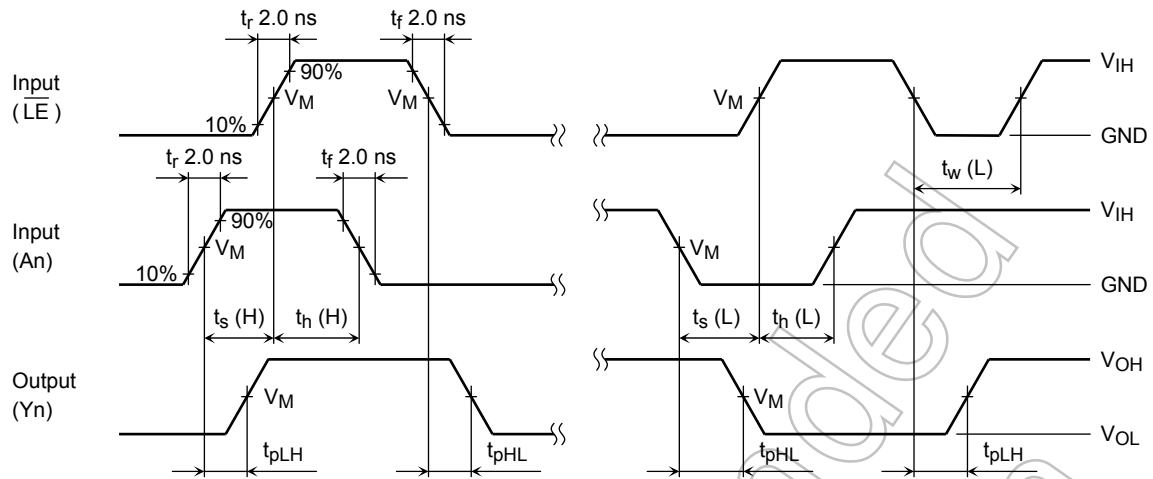 tr 2.0 ns
tf 2.0 ns
Input
(LE)
90%
VM
VM
10%
VM
VIH
GND
tw (L)
tr 2.0 ns
tf 2.0 ns
Input
(An)
90%
VM
10%
VM
VIH
GND
ts (H)
th (H)
ts (L)
th (L)
Output
(Yn)
VM
VM
VOH
VOL
tpLH
tpHL
tpHL
tpLH